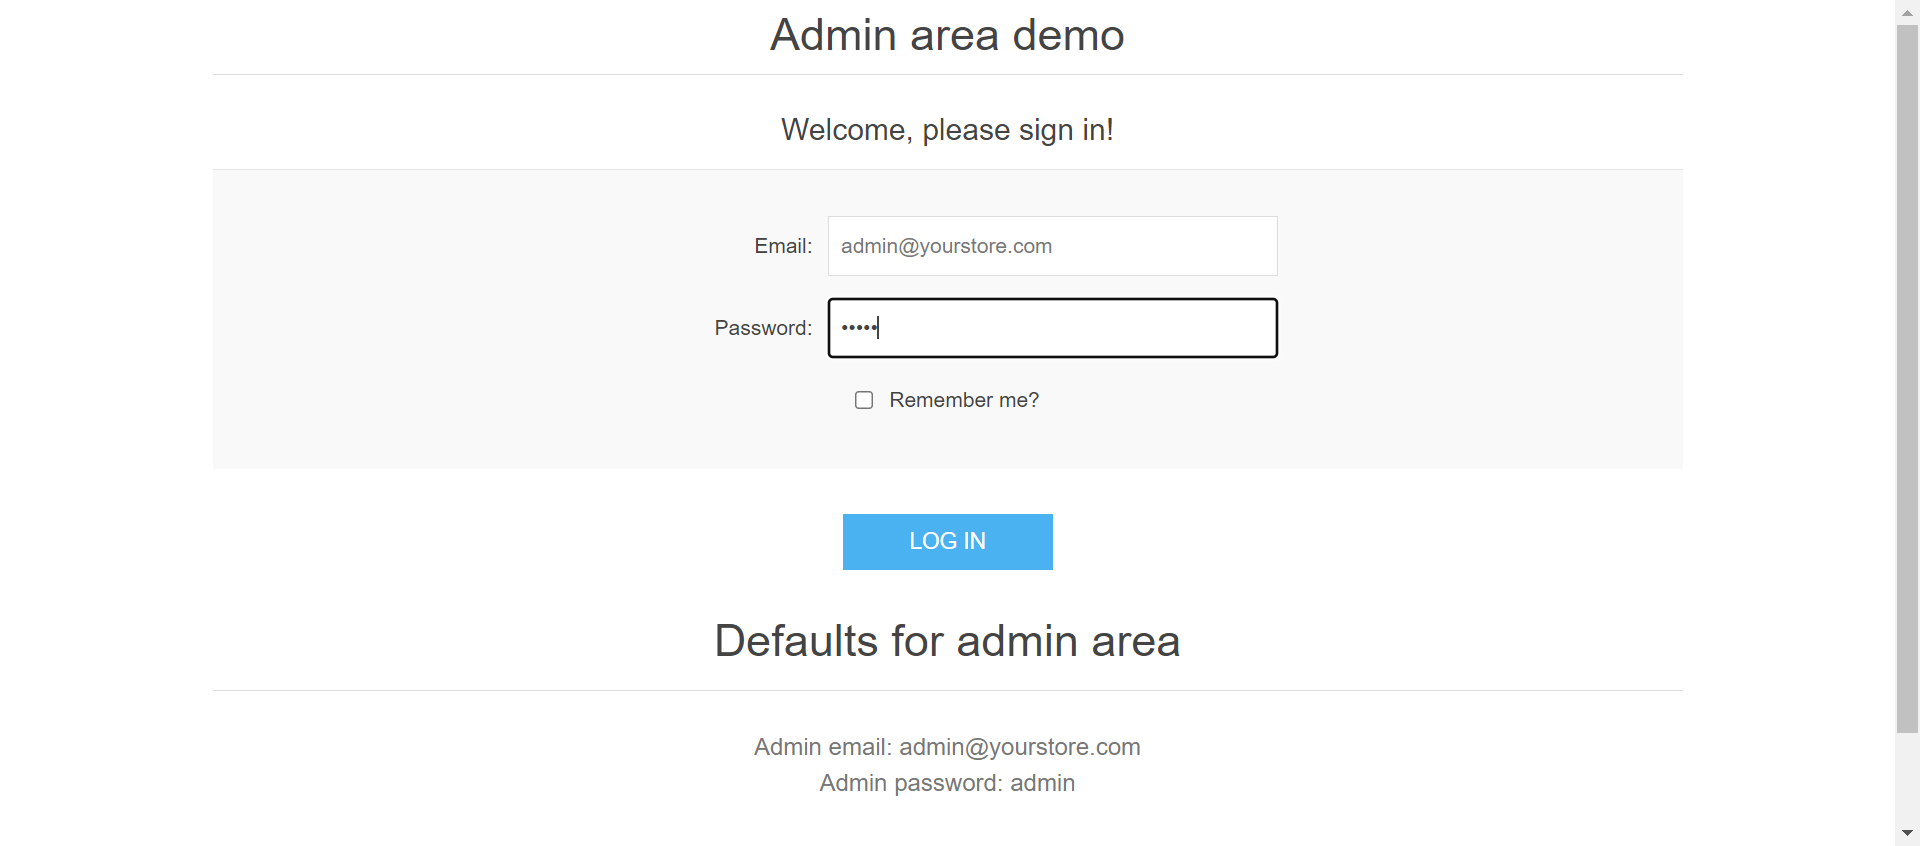 Admin area demo
Welcome, please sign in!
Email: admin@yourstore.com
Password: •••••
Remember me?
LOG IN
Defaults for admin area
Admin email: admin@yourstore.com
Admin password: admin